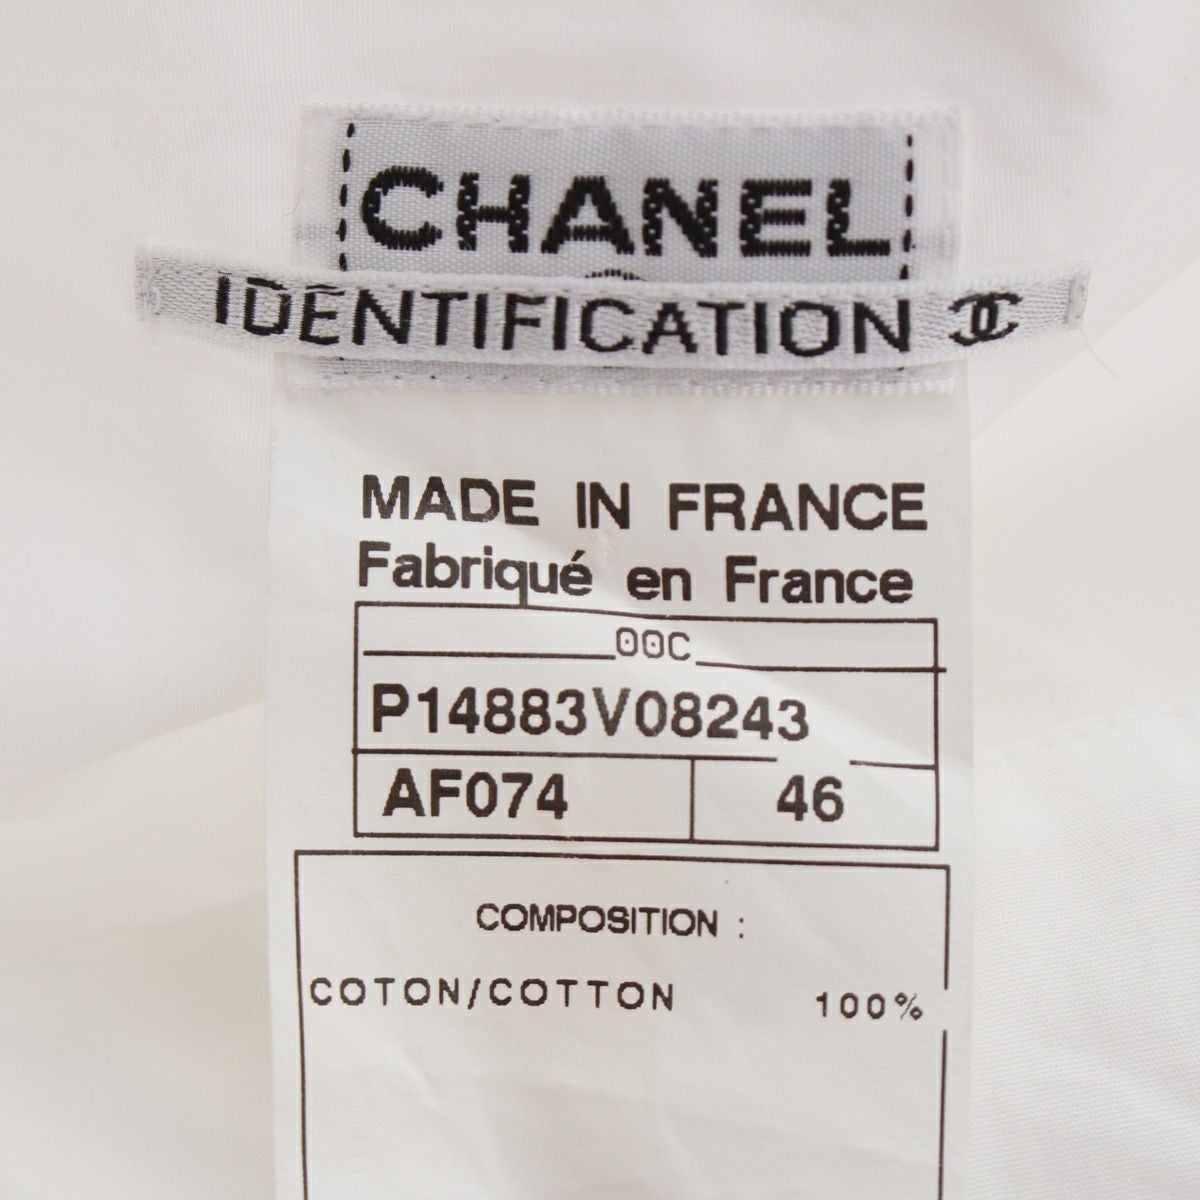 CHANEL
IDENTIFICATION
MADE IN FRANCE
Fabriqué en France
00C
P14883V08243
AF074 46
COMPOSITION :
COTON/COTTON 100%